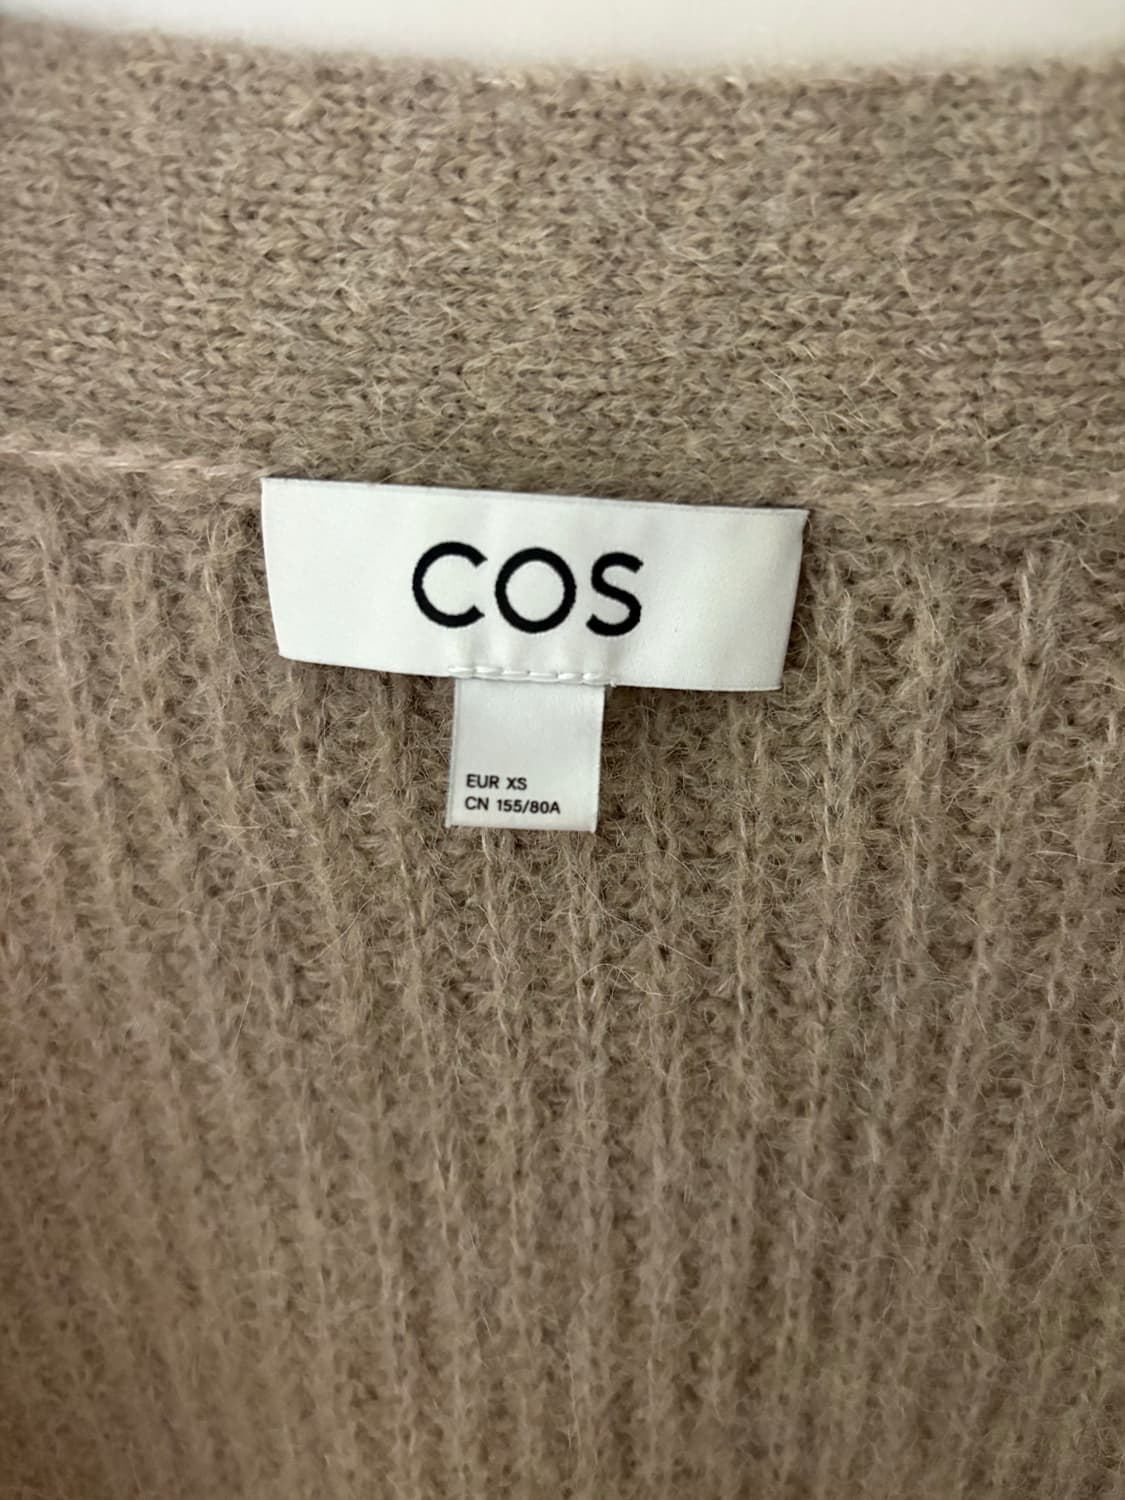 COS
EUR XS
CN 155/80A